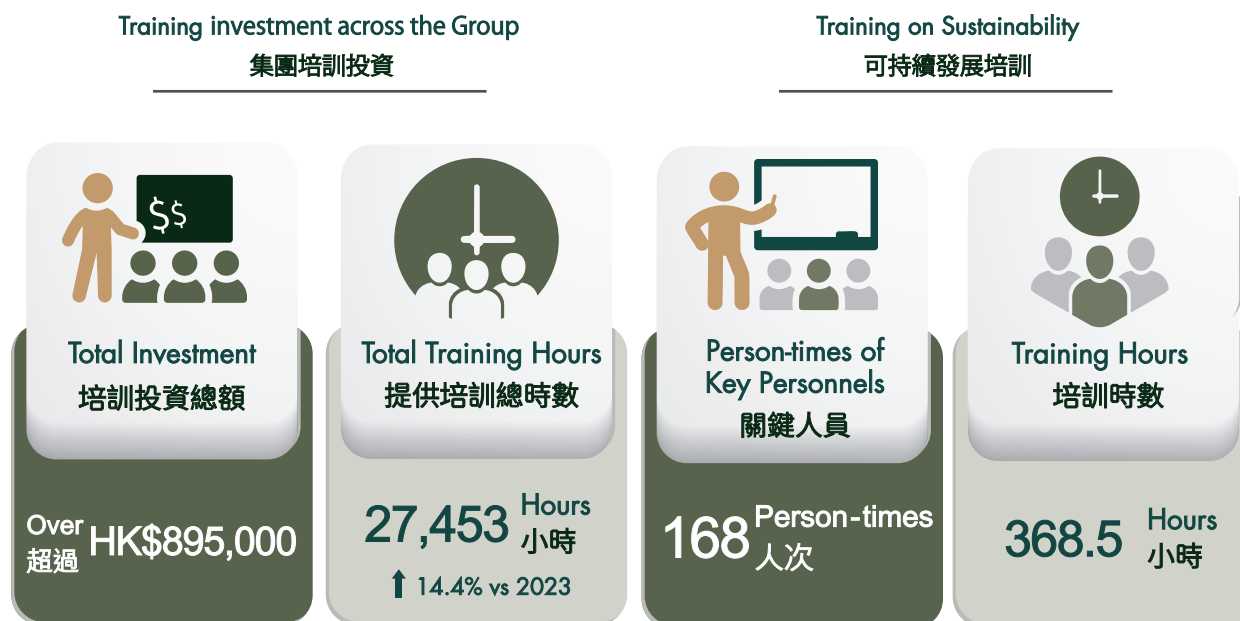 Training investment across the Group
集團培訓投資
Training on Sustainability
可持續發展培訓
$$
Total Investment
培訓投資總額
Over
超過
HK$895,000
Total Training Hours
提供培訓總時數
27,453
Hours
小時
14.4% vs 2023
Person-times of
Key Personnels
關鍵人員
168
Person-times
人次
Training Hours
培訓時數
368.5
Hours
小時